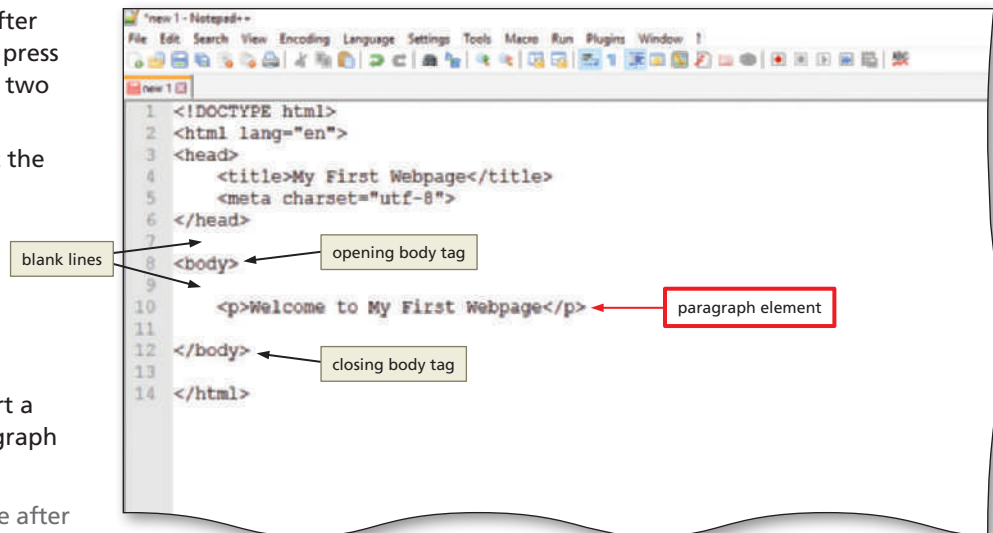 fter
press
two
the
rt a
graph
e after
*new 1 - Notepad++
File Edit Search View Encoding Language Settings Tools Macro Run Plugins Window ?
new 1
1 <!DOCTYPE html>
2 <html lang="en">
3 <head>
4 <title>My First Webpage</title>
5 <meta charset="utf-8">
6 </head>
7
8 <body>
9
10 <p>Welcome to My First Webpage</p>
11
12 </body>
13
14 </html>
blank lines
opening body tag
paragraph element
closing body tag